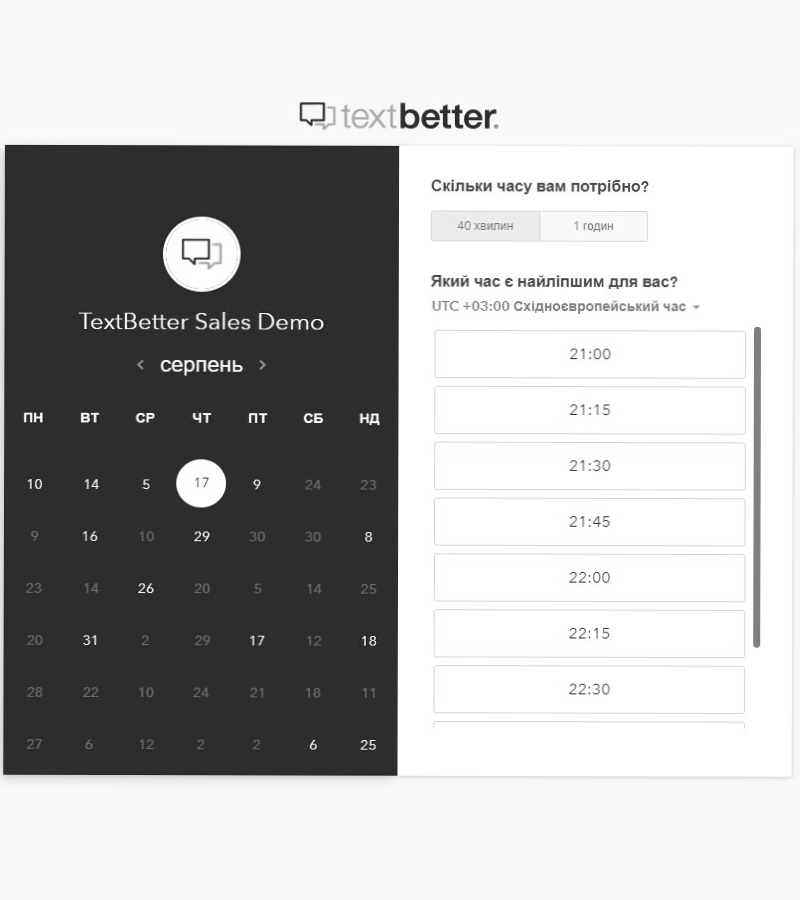 textbetter.
TextBetter Sales Demo
‹ серпень ›
ПН ВТ СР ЧТ ПТ СБ НД
10 14 5 17 9 24 23
9 16 10 29 30 30 8
23 14 26 20 5 14 25
20 31 2 29 17 12 18
28 22 10 24 21 18 11
27 6 12 2 2 6 25
Скільки часу вам потрібно?
40 хвилин 1 годин
Який час є найліпшим для вас?
UTC +03:00 Східноєвропейський час
21:00
21:15
21:30
21:45
22:00
22:15
22:30